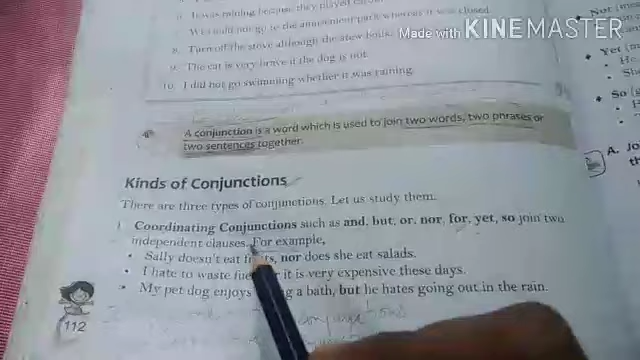 It was raining because they played
We could not go to the amusement park whereas it was closed.
8. Turn off the stove although the stew boils.
9. The cat is very brave if the dog is not.
10. I did not go swimming whether it was raining.
Made with KINEMASTER
A conjunction is a word which is used to join two words, two phrases or
two sentences together.
Kinds of Conjunctions
There are three types of conjunctions. Let us study them.
1. Coordinating Conjunctions such as and, but, or, nor, for, yet, so join two
independent clauses. For example,
• Sally doesn't eat, nor does she eat salads.
• I hate to waste it is very expensive these days.
• My pet dog enjoys a bath, but he hates going out in the rain.
112
Not
Yet
He
She
So
A. Jo
th